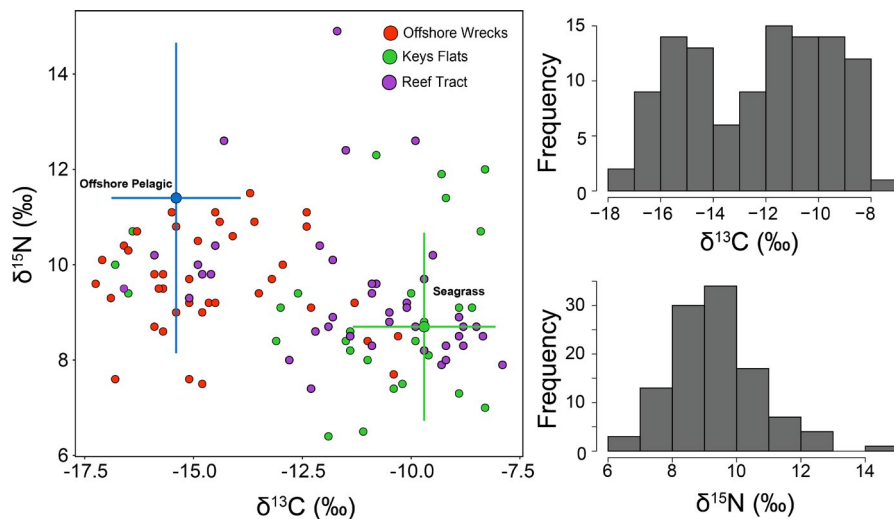 Offshore Wrecks
Keys Flats
Reef Tract
Offshore Pelagic
Seagrass
14
12
10
8
6
δ¹⁵N (‰)
-17.5 -15.0 -12.5 -10.0 -7.5
δ¹³C (‰)
15
10
5
0
Frequency
−18 −16 −14 −12 −10 −8
δ¹³C (‰)
30
20
10
0
Frequency
6 8 10 12 14
δ¹⁵N (‰)